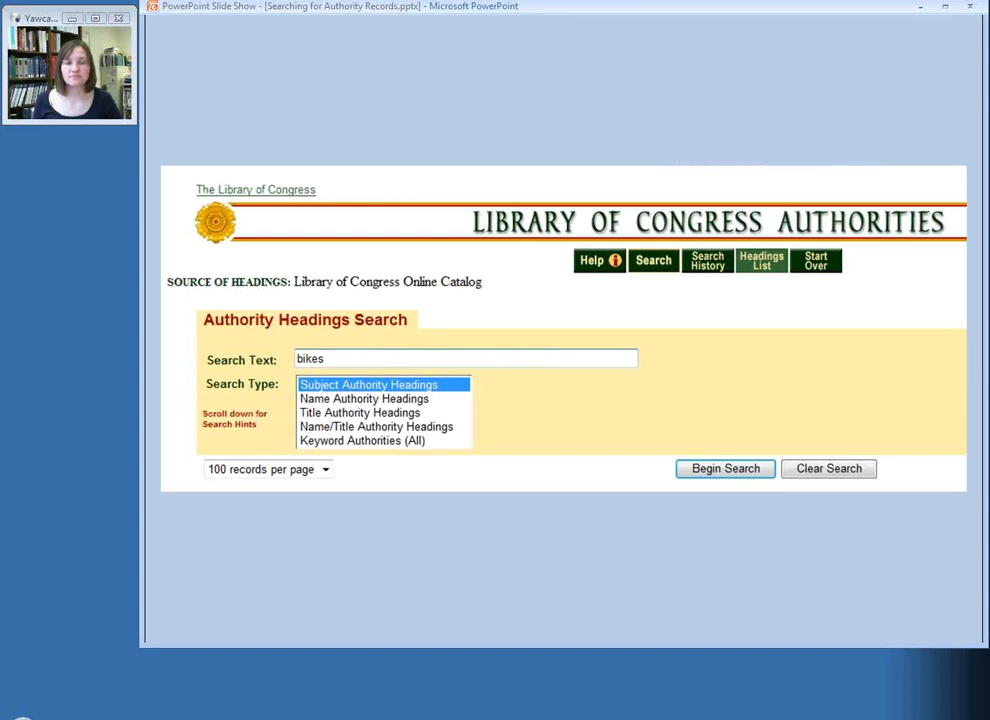 Yawca...
PowerPoint Slide Show - [Searching for Authority Records.pptx] - Microsoft PowerPoint
The Library of Congress
LIBRARY OF CONGRESS AUTHORITIES
Help i
Search
Search History
Headings List
Start Over
SOURCE OF HEADINGS: Library of Congress Online Catalog
Authority Headings Search
Search Text: bikes
Search Type: Subject Authority Headings
Name Authority Headings
Title Authority Headings
Name/Title Authority Headings
Keyword Authorities (All)
Scroll down for
Search Hints
100 records per page
Begin Search
Clear Search